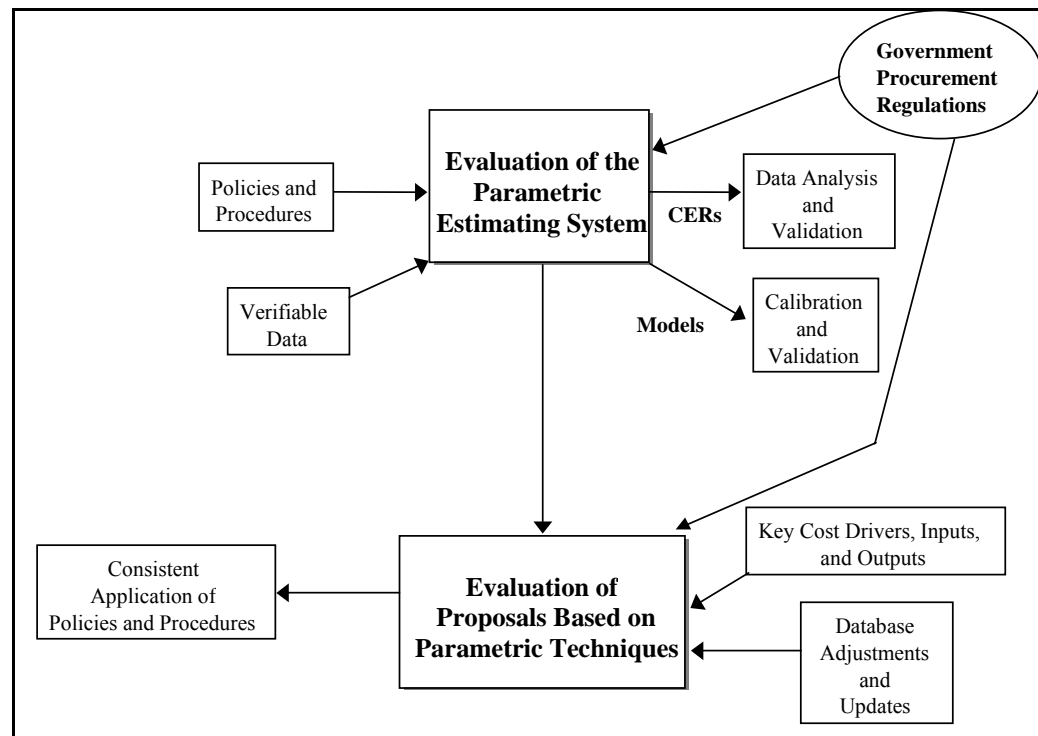 Government
Procurement
Regulations
Evaluation of the
Parametric
Estimating System
Policies and
Procedures
CERs
Data Analysis
and
Validation
Verifiable
Data
Models
Calibration
and
Validation
Key Cost Drivers, Inputs,
and Outputs
Consistent
Application of
Policies and Procedures
Evaluation of
Proposals Based on
Parametric Techniques
Database
Adjustments
and
Updates